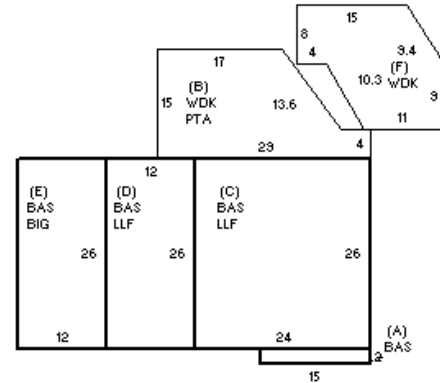 15
8
4
9.4
(F)
10.3 WDK
9
11
17
(B)
15 WDK
PTA
13.6
29
4
12
(E)
BAS
BIG
26
12
(D)
BAS
LLF
26
(C)
BAS
LLF
26
24
(A)
BAS
2
15